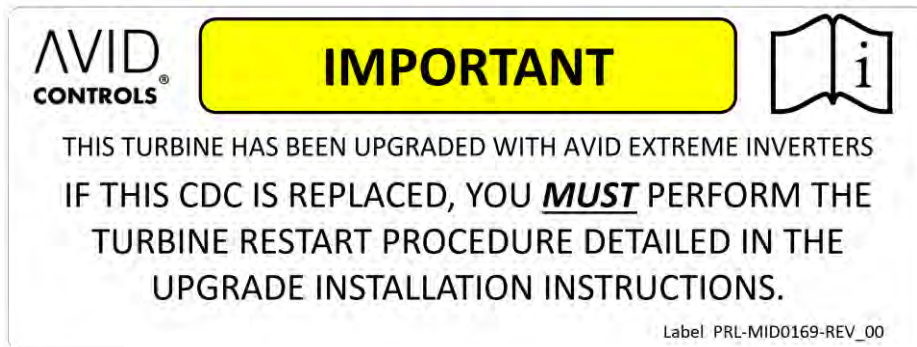 AVID
CONTROLS®
IMPORTANT
i
THIS TURBINE HAS BEEN UPGRADED WITH AVID EXTREME INVERTERS
IF THIS CDC IS REPLACED, YOU MUST PERFORM THE
TURBINE RESTART PROCEDURE DETAILED IN THE
UPGRADE INSTALLATION INSTRUCTIONS.
Label PRL-MID0169-REV_00